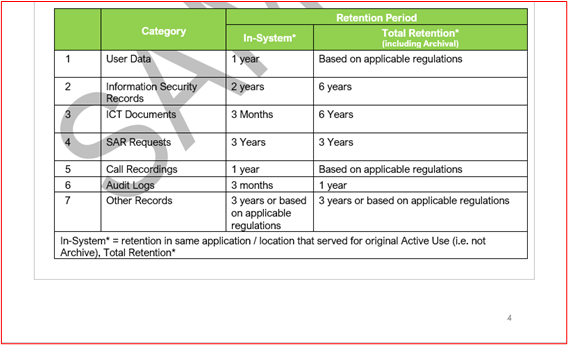 Retention Period
Category
In-System*
Total Retention*
(including Archival)
1 User Data 1 year Based on applicable regulations
2 Information Security 2 years 6 years
Records
3 ICT Documents 3 Months 6 Years
4 SAR Requests 3 Years 3 Years
5 Call Recordings 1 year Based on applicable regulations
6 Audit Logs 3 months 1 year
7 Other Records 3 years or based 3 years or based on applicable regulations
on applicable
regulations
In-System* = retention in same application / location that served for original Active Use (i.e. not
Archive), Total Retention*
4